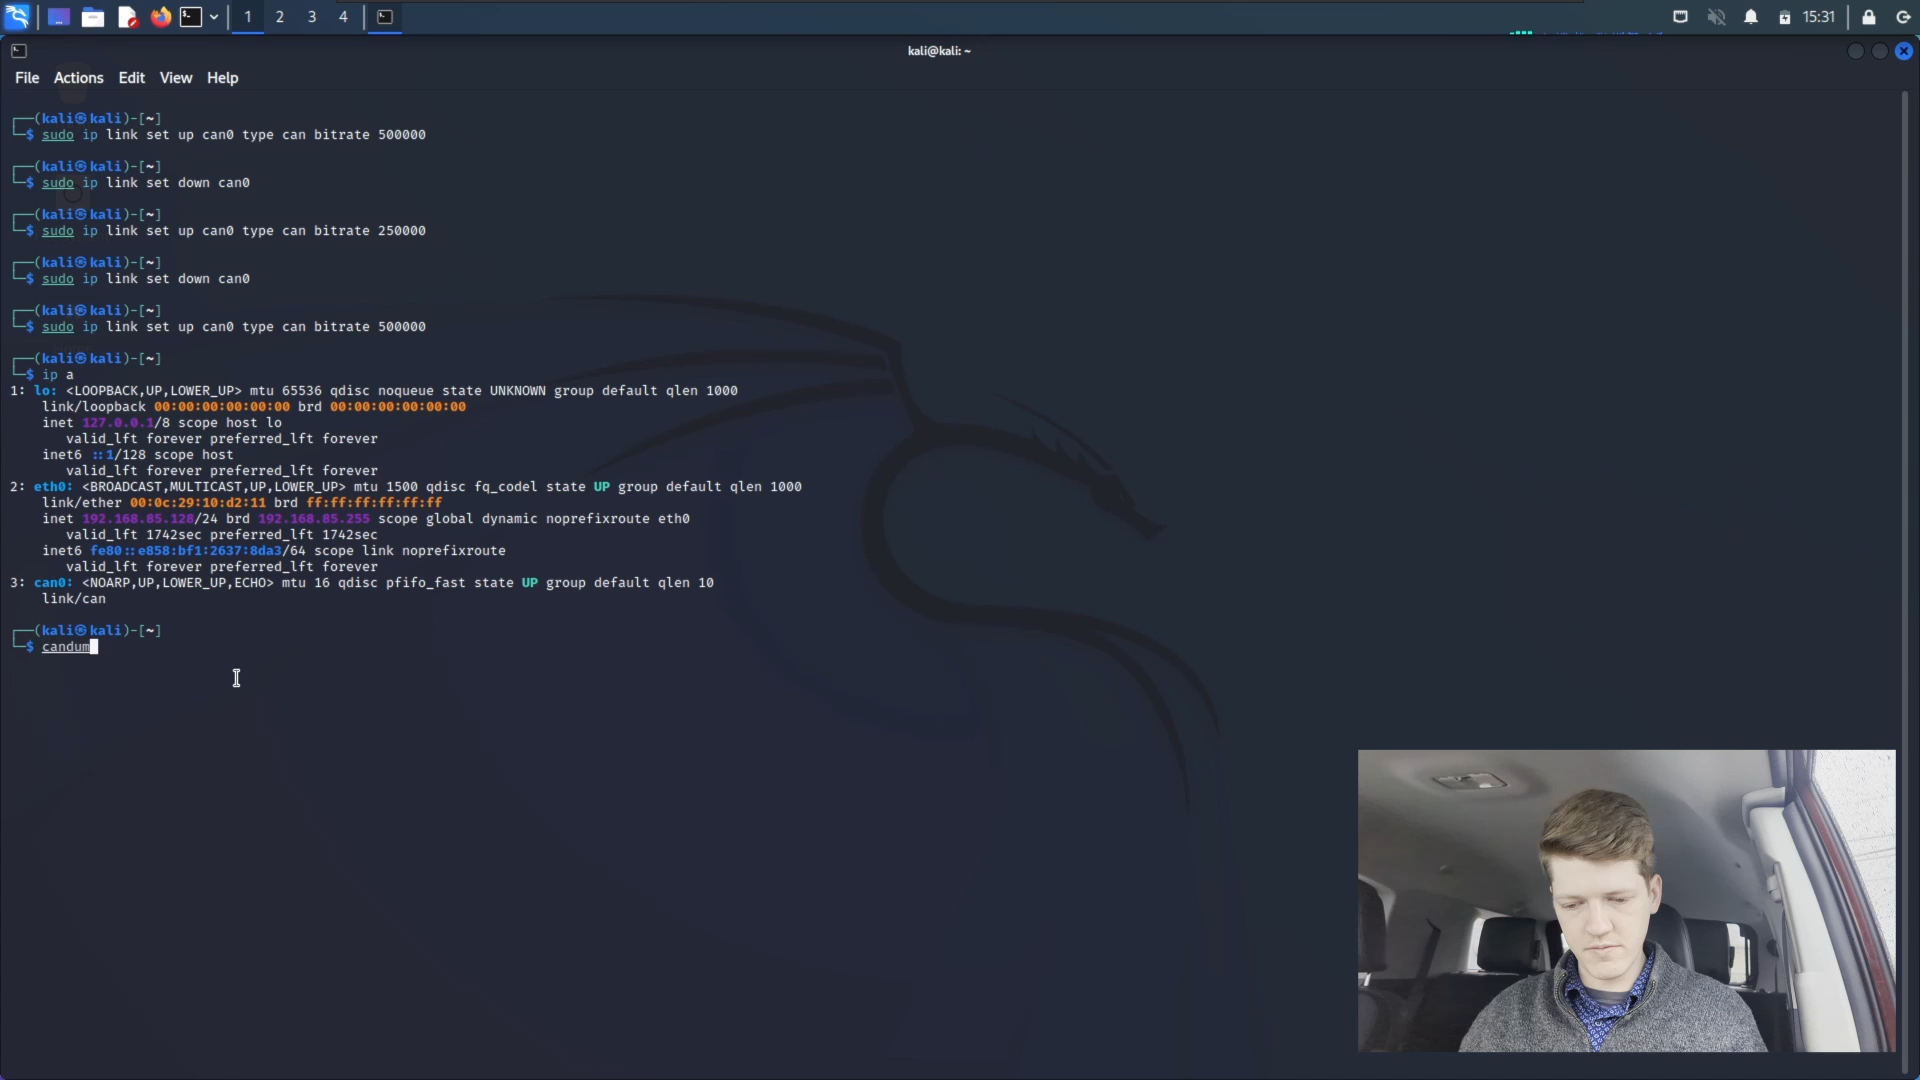 1 2 3 4 15:31
kali@kali: ~
File Actions Edit View Help
┌──(kali㉿kali)-[~]
└─$ sudo ip link set up can0 type can bitrate 500000
┌──(kali㉿kali)-[~]
└─$ sudo ip link set down can0
┌──(kali㉿kali)-[~]
└─$ sudo ip link set up can0 type can bitrate 250000
┌──(kali㉿kali)-[~]
└─$ sudo ip link set down can0
┌──(kali㉿kali)-[~]
└─$ sudo ip link set up can0 type can bitrate 500000
┌──(kali㉿kali)-[~]
└─$ ip a
1: lo: <LOOPBACK,UP,LOWER_UP> mtu 65536 qdisc noqueue state UNKNOWN group default qlen 1000
link/loopback 00:00:00:00:00:00 brd 00:00:00:00:00:00
inet 127.0.0.1/8 scope host lo
valid_lft forever preferred_lft forever
inet6 ::1/128 scope host
valid_lft forever preferred_lft forever
2: eth0: <BROADCAST,MULTICAST,UP,LOWER_UP> mtu 1500 qdisc fq_codel state UP group default qlen 1000
link/ether 00:0c:29:10:d2:11 brd ff:ff:ff:ff:ff:ff
inet 192.168.85.128/24 brd 192.168.85.255 scope global dynamic noprefixroute eth0
valid_lft 1742sec preferred_lft 1742sec
inet6 fe80::e858:bf1:2637:8da3/64 scope link noprefixroute
valid_lft forever preferred_lft forever
3: can0: <NOARP,UP,LOWER_UP,ECHO> mtu 16 qdisc pfifo_fast state UP group default qlen 10
link/can
┌──(kali㉿kali)-[~]
└─$ candum